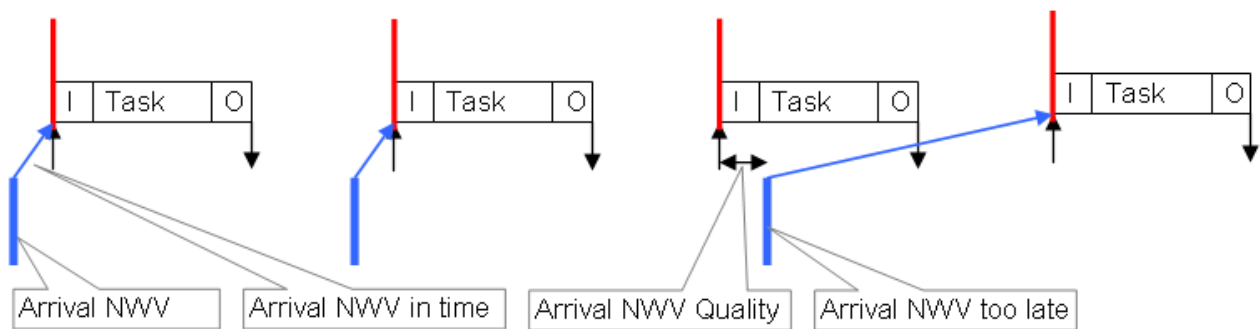 I Task O
I Task O
I Task O
I Task O
Arrival NWV
Arrival NWV in time
Arrival NWV Quality
Arrival NWV too late